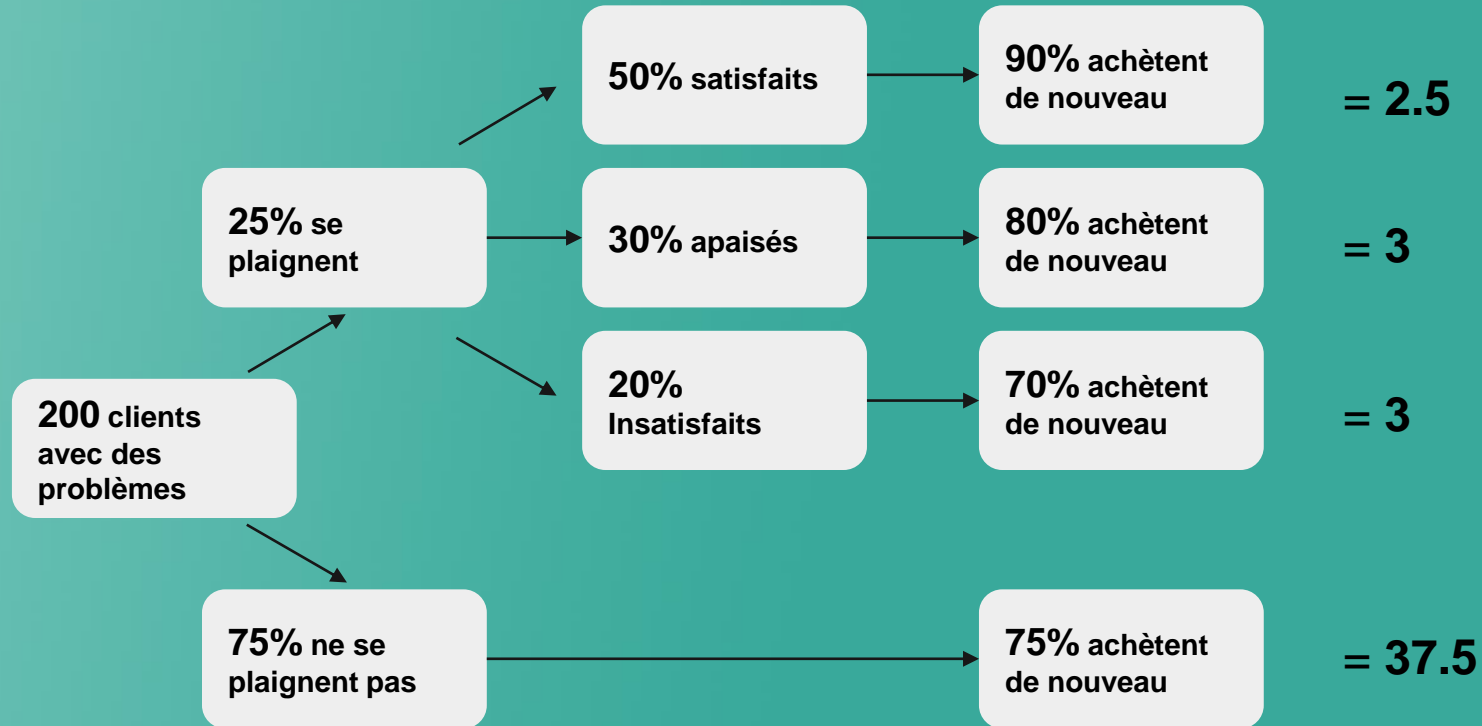 50% satisfaits
90% achètent
de nouveau
= 2.5
25% se
plaignent
30% apaisés
80% achètent
de nouveau
= 3
20%
Insatisfaits
70% achètent
de nouveau
= 3
200 clients
avec des
problèmes
75% ne se
plaignent pas
75% achètent
de nouveau
= 37.5